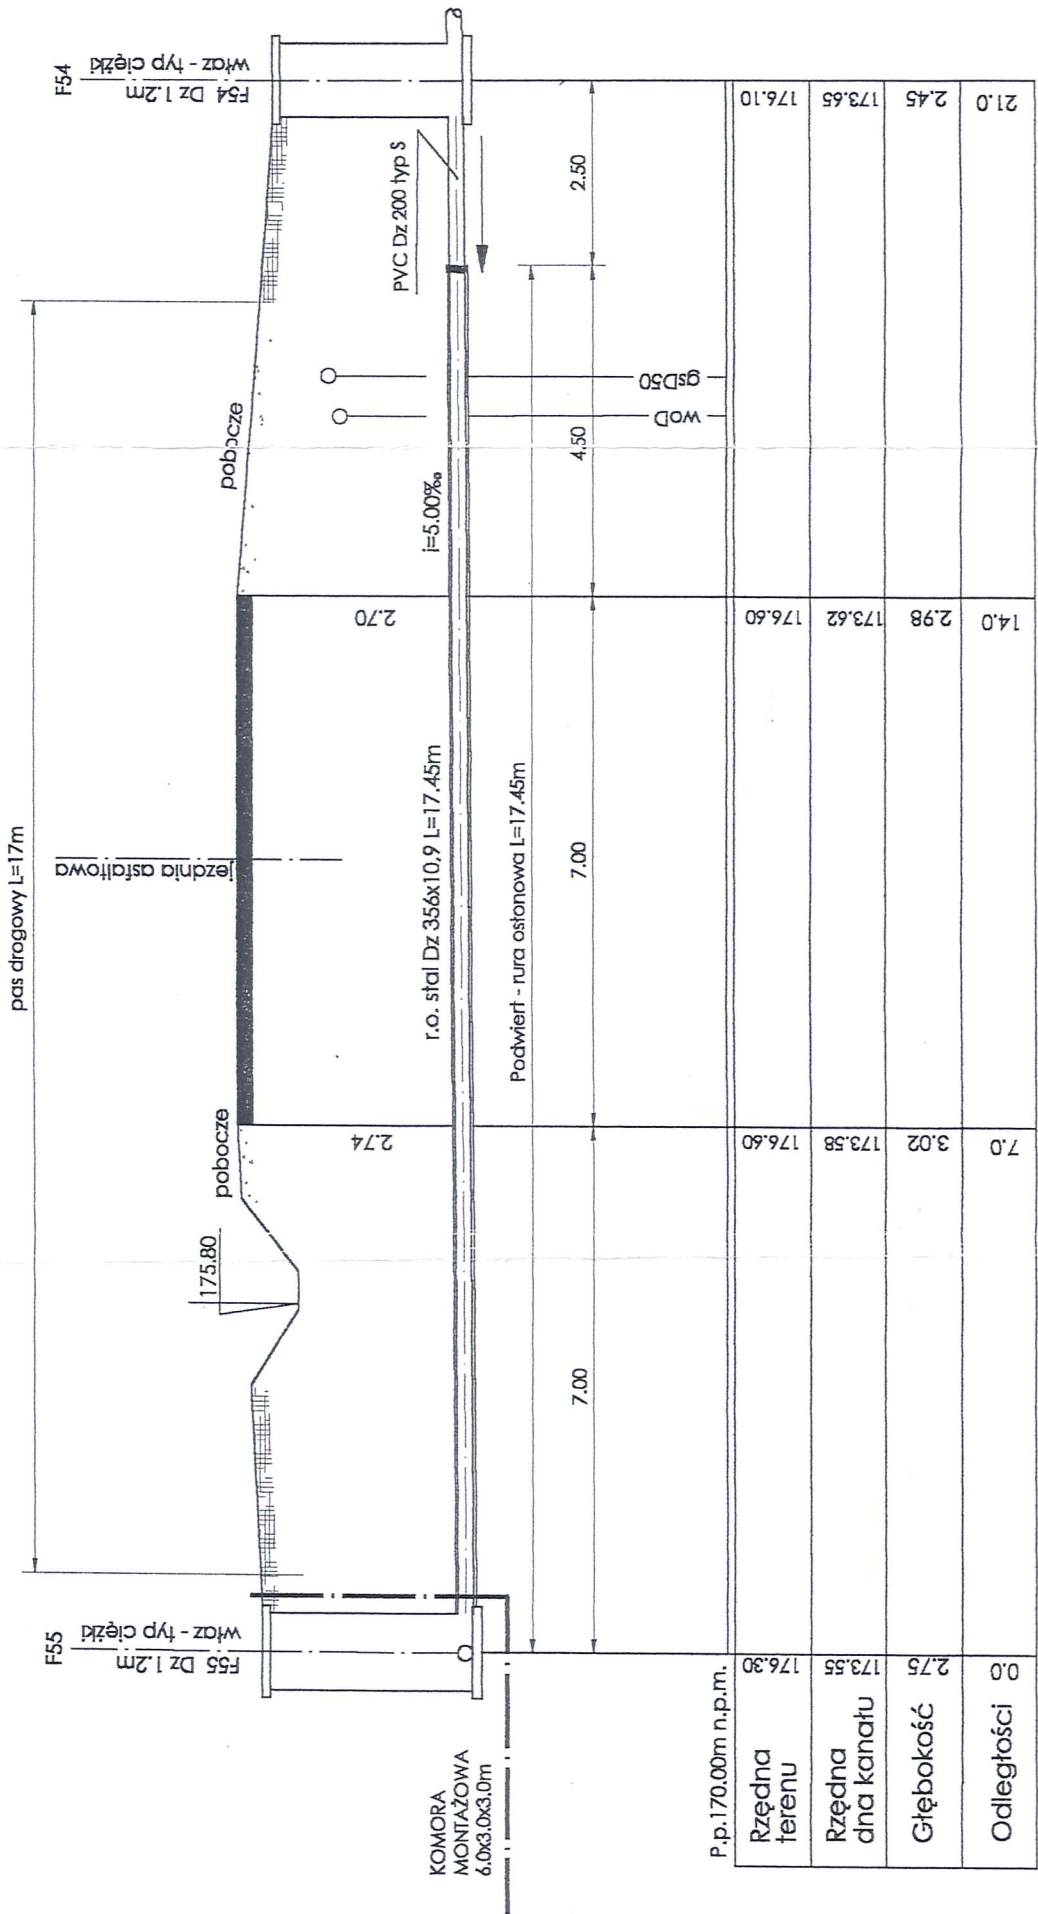 pas drogowy L=17m
F55
F55 Dz 1.2m
właz - typ ciężki
F54
F54 Dz 1.2m
właz - typ ciężki
175.80
pobocze
jezdnia asfaltowa
pobocze
2.74
2.70
r.o. stal Dz 356x10,9 L=17.45m
i=5.00‰
PVC Dz 200 typ S
KOMORA
MONTAŻOWA
6.0x3.0x3.0m
Podwiert - rura osłonowa L=17.45m
7.00
7.00
4.50
2.50
woD
gsD50
P.p.170.00m n.p.m.
Rzędna
terenu
176.30
176.60
176.60
176.10
Rzędna
dna kanału
173.55
173.58
173.62
173.65
Głębokość
2.75
3.02
2.98
2.45
Odległości
0.0
7.0
14.0
21.0